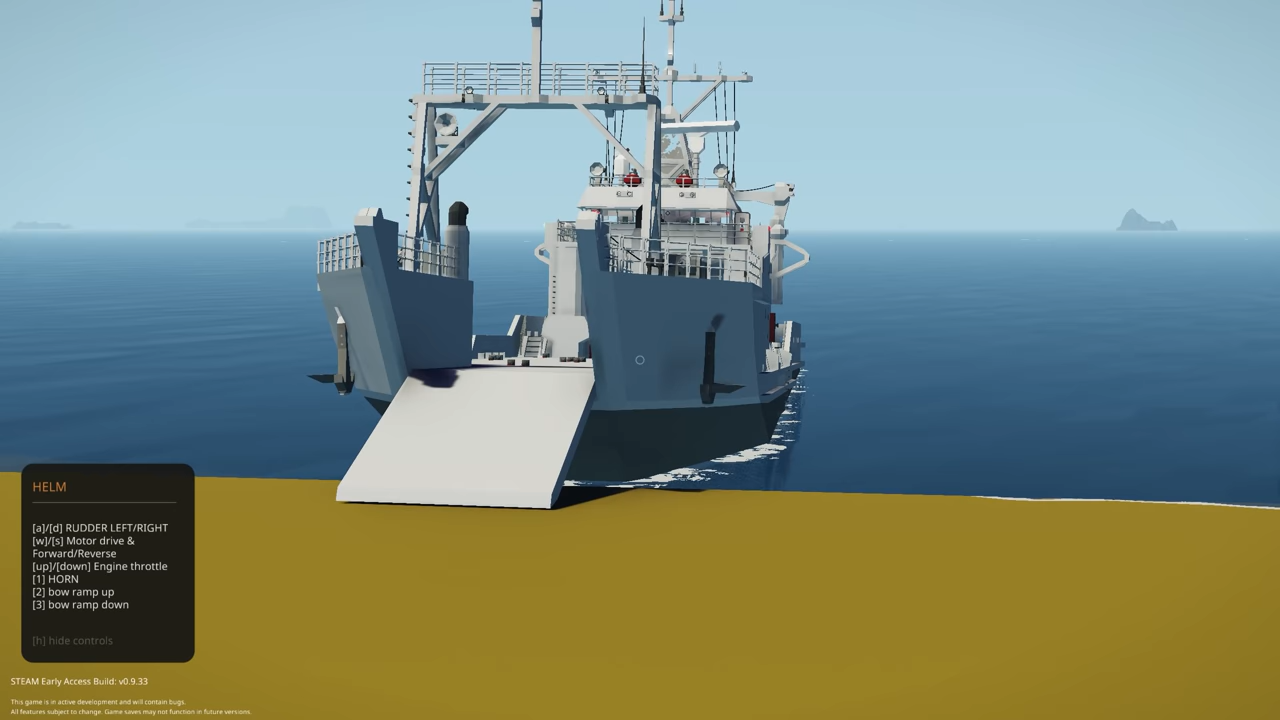 HELM
[a]/[d] RUDDER LEFT/RIGHT
[w]/[s] Motor drive &
Forward/Reverse
[up]/[down] Engine throttle
[1] HORN
[2] bow ramp up
[3] bow ramp down
[h] hide controls
STEAM Early Access Build: v0.9.33
This game is in active development and will contain bugs.
All features subject to change. Game saves may not function in future versions.